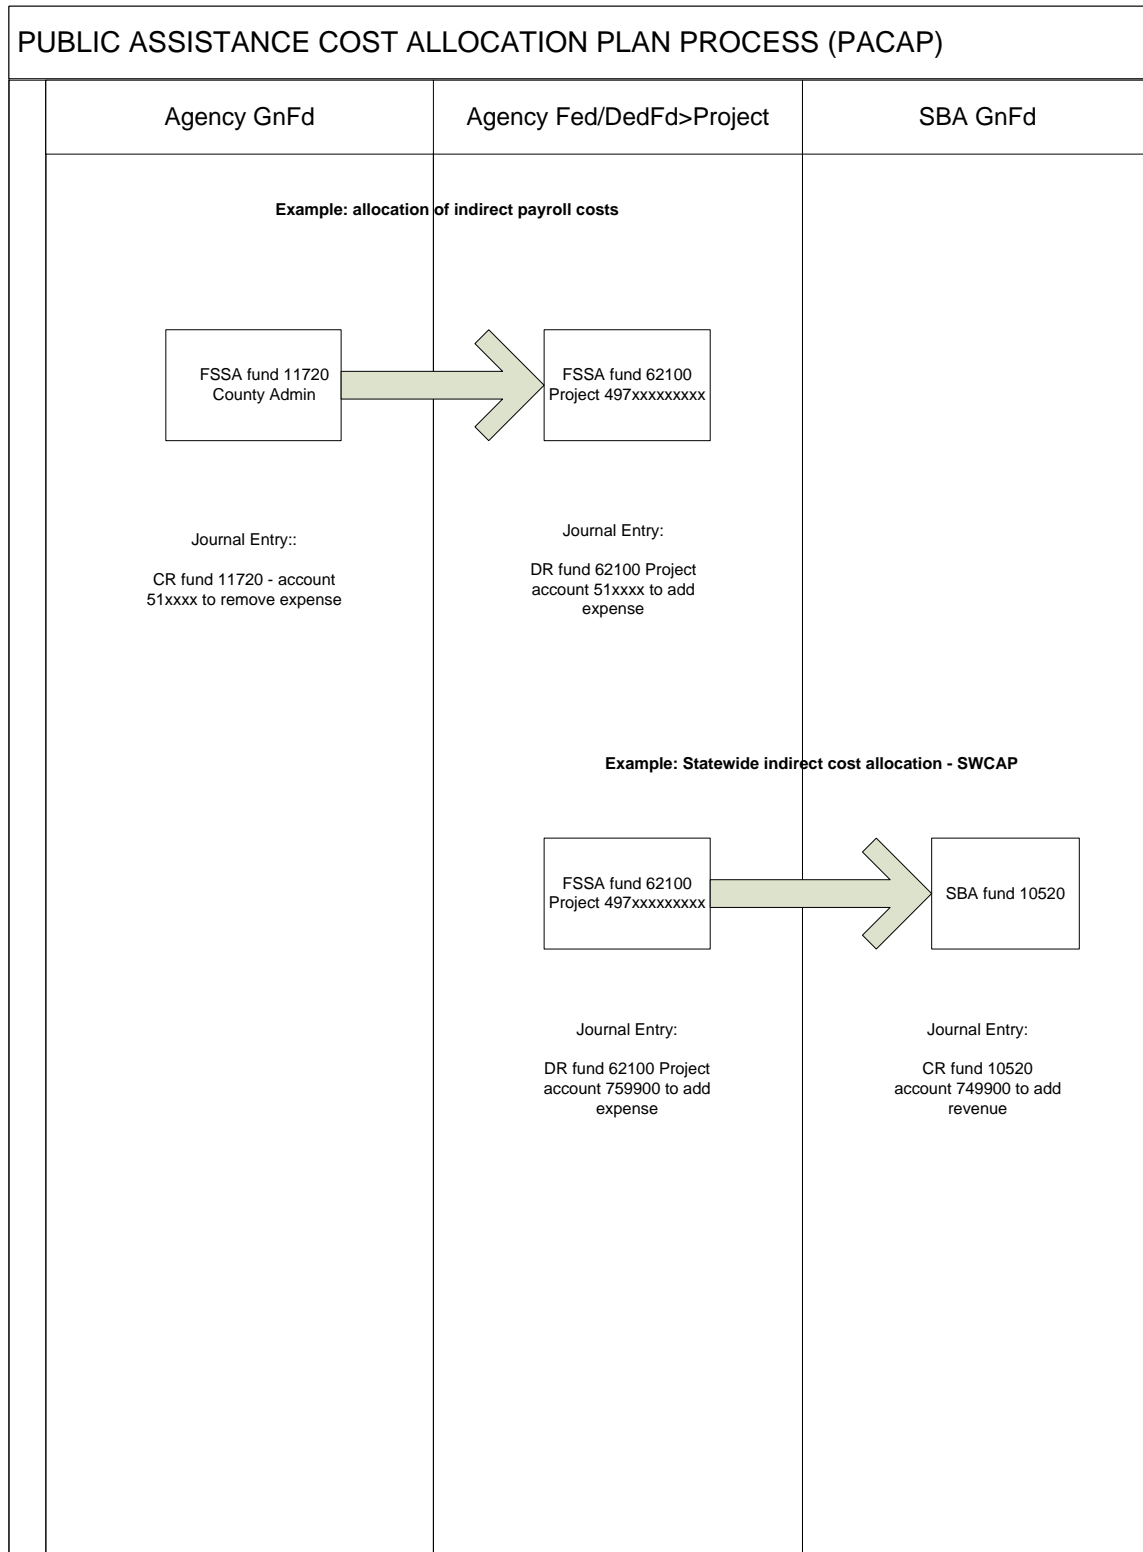 PUBLIC ASSISTANCE COST ALLOCATION PLAN PROCESS (PACAP)
Agency GnFd
Agency Fed/DedFd>Project
SBA GnFd
Example: allocation of indirect payroll costs
FSSA fund 11720
County Admin
FSSA fund 62100
Project 497xxxxxxxxx
Journal Entry::
CR fund 11720 - account
51xxxx to remove expense
Journal Entry:
DR fund 62100 Project
account 51xxxx to add
expense
Example: Statewide indirect cost allocation - SWCAP
FSSA fund 62100
Project 497xxxxxxxxx
SBA fund 10520
Journal Entry:
DR fund 62100 Project
account 759900 to add
expense
Journal Entry:
CR fund 10520
account 749900 to add
revenue